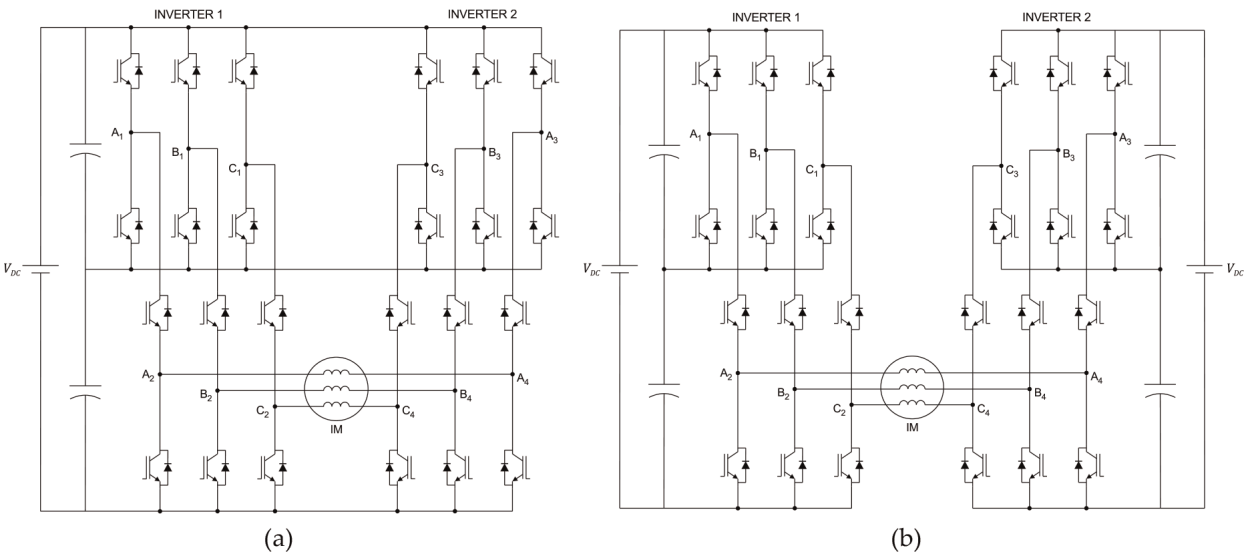 INVERTER 1
INVERTER 2
A1
B1
C1
C3
B3
A3
VDC
A2
B2
C2
A4
B4
C4
IM
(a)
INVERTER 1
INVERTER 2
A1
B1
C1
C3
B3
A3
VDC
VDC
A2
B2
C2
A4
B4
C4
IM
(b)